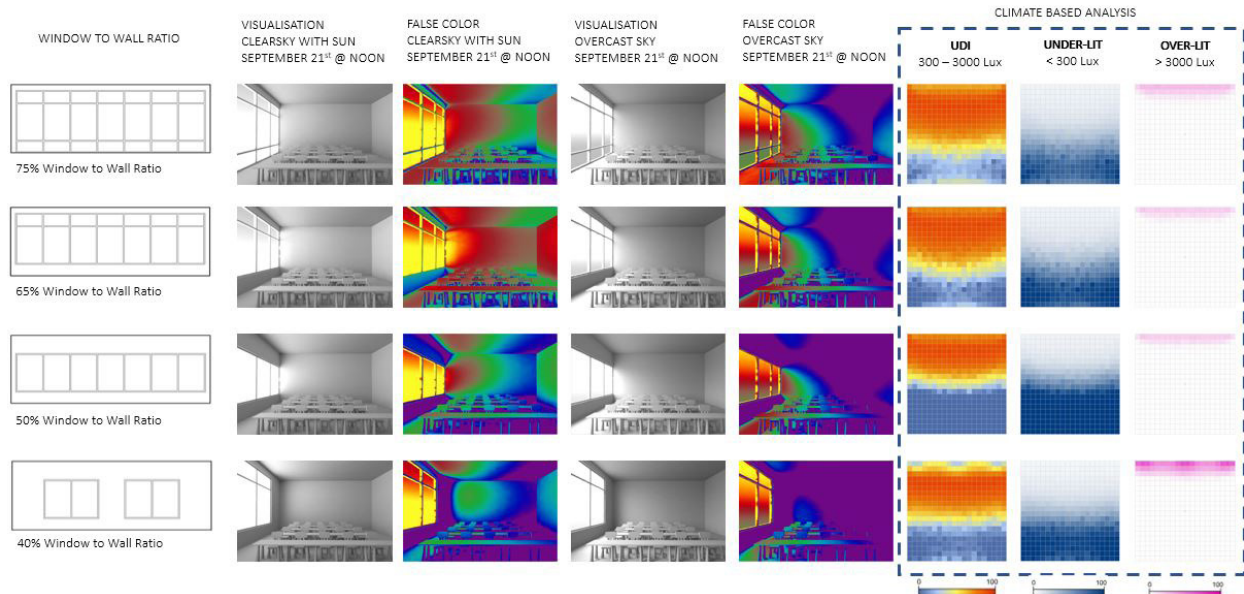 CLIMATE BASED ANALYSIS
WINDOW TO WALL RATIO
VISUALISATION
CLEARSKY WITH SUN
SEPTEMBER 21st @ NOON
FALSE COLOR
CLEARSKY WITH SUN
SEPTEMBER 21st @ NOON
VISUALISATION
OVERCAST SKY
SEPTEMBER 21st @ NOON
FALSE COLOR
OVERCAST SKY
SEPTEMBER 21st @ NOON
UDI
300 – 3000 Lux
UNDER-LIT
< 300 Lux
OVER-LIT
> 3000 Lux
75% Window to Wall Ratio
65% Window to Wall Ratio
50% Window to Wall Ratio
40% Window to Wall Ratio
0 100
0 100
0 100